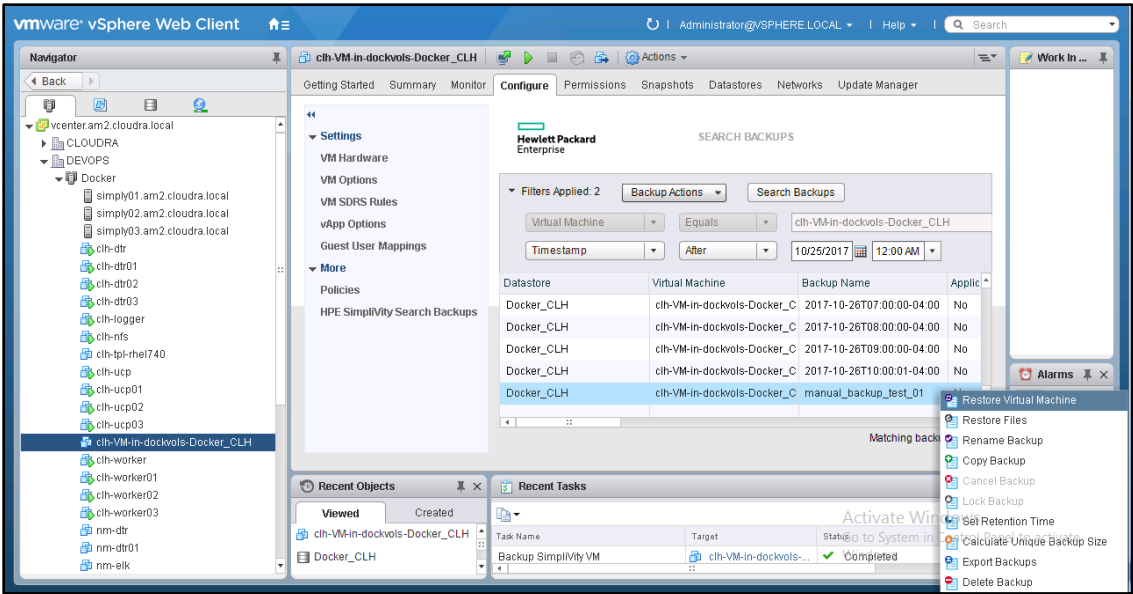 vmware® vSphere Web Client
Administrator@VSPHERE.LOCAL
Help
Search
Navigator
Back
vcenter.am2.cloudra.local
CLOUDRA
DEVOPS
Docker
simply01.am2.cloudra.local
simply02.am2.cloudra.local
simply03.am2.cloudra.local
clh-dtr
clh-dtr01
clh-dtr02
clh-dtr03
clh-logger
clh-nfs
clh-tpl-rhel740
clh-ucp
clh-ucp01
clh-ucp02
clh-ucp03
clh-VM-in-dockvols-Docker_CLH
clh-worker
clh-worker01
clh-worker02
clh-worker03
nm-dtr
nm-dtr01
nm-elk
clh-VM-in-dockvols-Docker_CLH Actions
Getting Started Summary Monitor Configure Permissions Snapshots Datastores Networks Update Manager
Settings
VM Hardware
VM Options
VM SDRS Rules
vApp Options
Guest User Mappings
More
Policies
HPE SimpliVity Search Backups
Hewlett Packard
Enterprise
SEARCH BACKUPS
Filters Applied: 2 Backup Actions Search Backups
Virtual Machine Equals clh-VM-in-dockvols-Docker_CLH
Timestamp After 10/25/2017 12:00 AM
Datastore Virtual Machine Backup Name Applic
Docker_CLH clh-VM-in-dockvols-Docker_C 2017-10-26T07:00:00-04:00 No
Docker_CLH clh-VM-in-dockvols-Docker_C 2017-10-26T08:00:00-04:00 No
Docker_CLH clh-VM-in-dockvols-Docker_C 2017-10-26T09:00:00-04:00 No
Docker_CLH clh-VM-in-dockvols-Docker_C 2017-10-26T10:00:01-04:00 No
Docker_CLH clh-VM-in-dockvols-Docker_C manual_backup_test_01
Matching
Restore Virtual Machine
Restore Files
Rename Backup
Copy Backup
Cancel Backup
Lock Backup
Set Retention Time
Calculate Unique Backup Size
Export Backups
Delete Backup
Work In ...
Alarms
Recent Objects
Viewed Created
clh-VM-in-dockvols-Docker_CLH
Docker_CLH
Recent Tasks
Task Name Target Status
Backup SimpliVity VM clh-VM-in-dockvols-... Completed
Activate Windows
Go to System in Control Panel to activate
Windows.